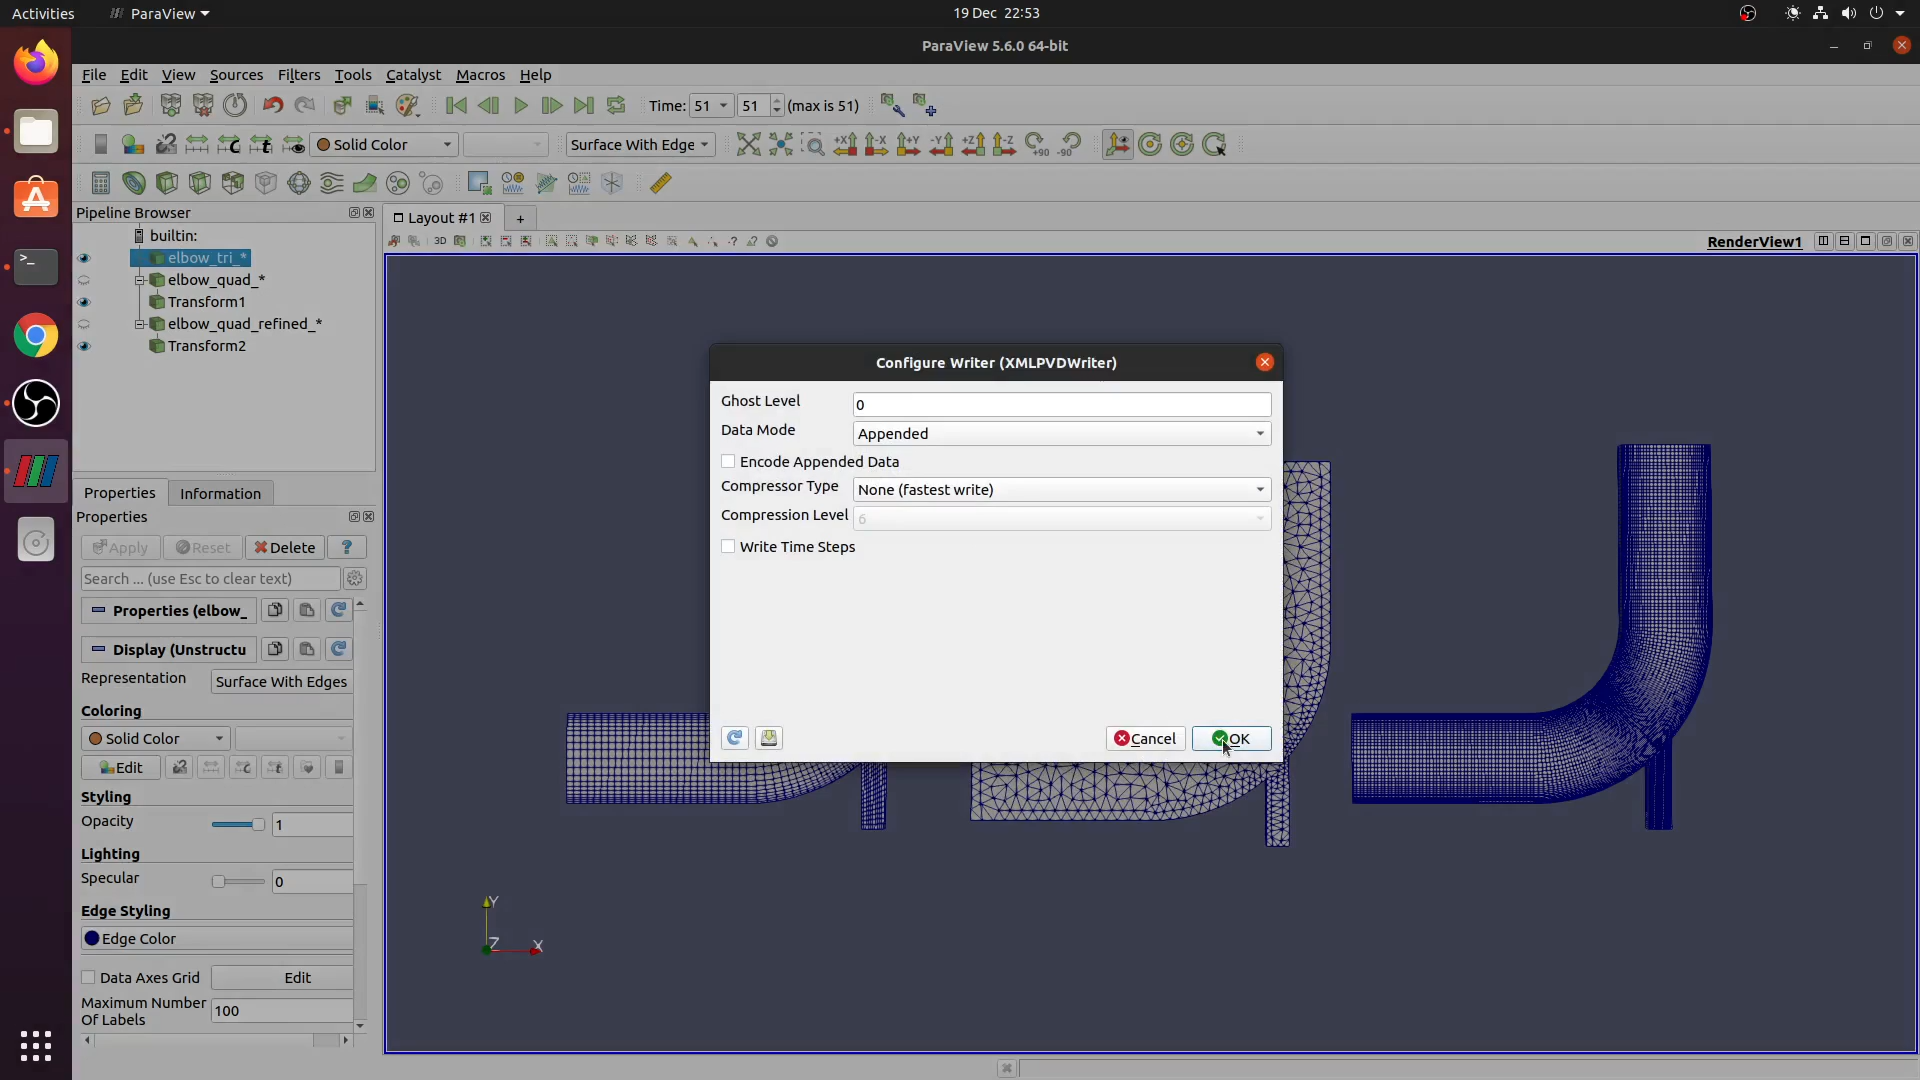 Activities
ParaView
19 Dec 22:53
ParaView 5.6.0 64-bit
File Edit View Sources Filters Tools Catalyst Macros Help
Time: 51 51 (max is 51)
Solid Color
Surface With Edge
+X -X +Y -Y +Z -Z +90 -90
Pipeline Browser
builtin:
elbow_tri_*
elbow_quad_*
Transform1
elbow_quad_refined_*
Transform2
Layout #1
+
3D
RenderView1
Properties Information
Properties
Apply Reset Delete ?
Search ... (use Esc to clear text)
Properties (elbow_
Display (Unstructu
Representation Surface With Edges
Coloring
Solid Color
Edit
Styling
Opacity 1
Lighting
Specular 0
Edge Styling
Edge Color
Data Axes Grid Edit
Maximum Number
Of Labels 100
Configure Writer (XMLPVDWriter)
Ghost Level 0
Data Mode Appended
Encode Appended Data
Compressor Type None (fastest write)
Compression Level 6
Write Time Steps
Cancel OK
Y
Z X